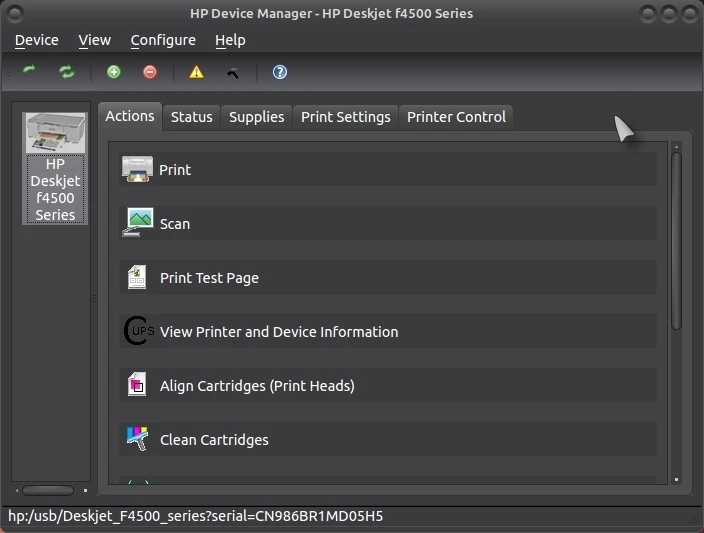 HP Device Manager - HP Deskjet f4500 Series
Device View Configure Help
Actions Status Supplies Print Settings Printer Control
HP
Deskjet
f4500
Series
Print
Scan
Print Test Page
CUPS View Printer and Device Information
Align Cartridges (Print Heads)
Clean Cartridges
hp:/usb/Deskjet_F4500_series?serial=CN986BR1MD05H5